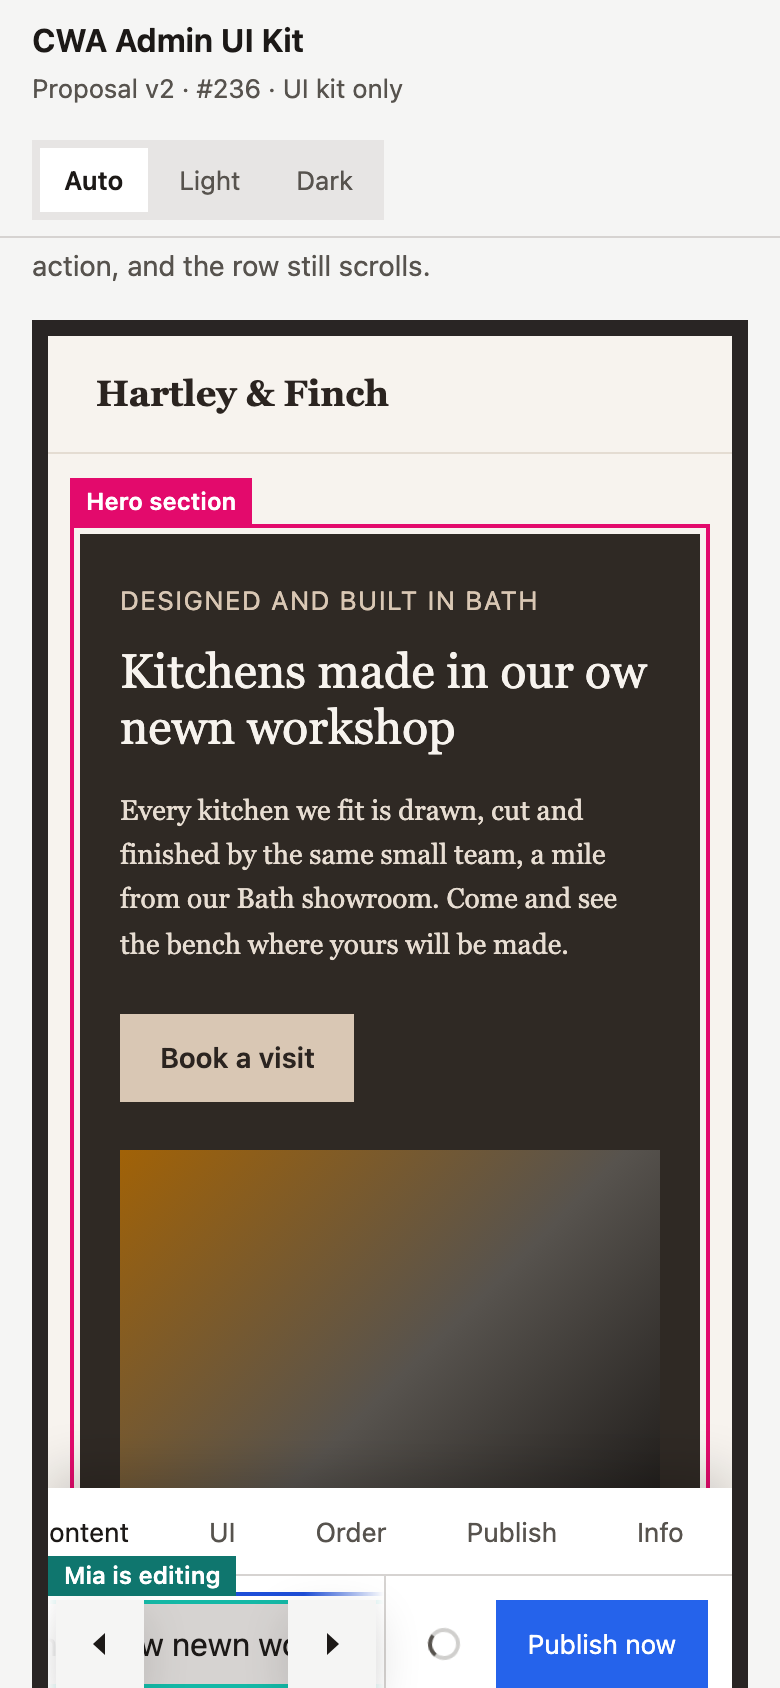 CWA Admin UI Kit
Proposal v2 · #236 · UI kit only
Auto Light Dark
action, and the row still scrolls.
Hartley & Finch
Hero section
DESIGNED AND BUILT IN BATH
Kitchens made in our ow
newn workshop
Every kitchen we fit is drawn, cut and
finished by the same small team, a mile
from our Bath showroom. Come and see
the bench where yours will be made.
Book a visit
ontent UI Order Publish Info
Mia is editing
w newn wo
Publish now